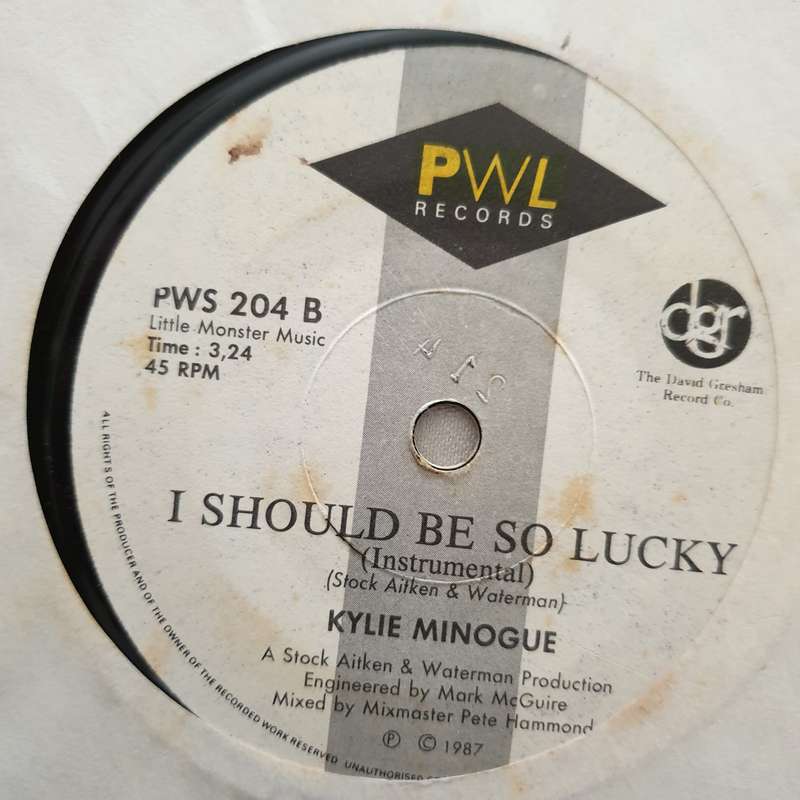 PWL
RECORDS
PWS 204 B
Little Monster Music
Time : 3,24
45 RPM
dgr
The David Gresham
Record Co.
I SHOULD BE SO LUCKY
(Instrumental)
(Stock Aitken & Waterman)
KYLIE MINOGUE
A Stock Aitken & Waterman Production
Engineered by Mark McGuire
Mixed by Mixmaster Pete Hammond
Ⓟ © 1987
ALL RIGHTS OF THE PRODUCER AND OF THE OWNER OF THE RECORDED WORK RESERVED UNAUTHORISED